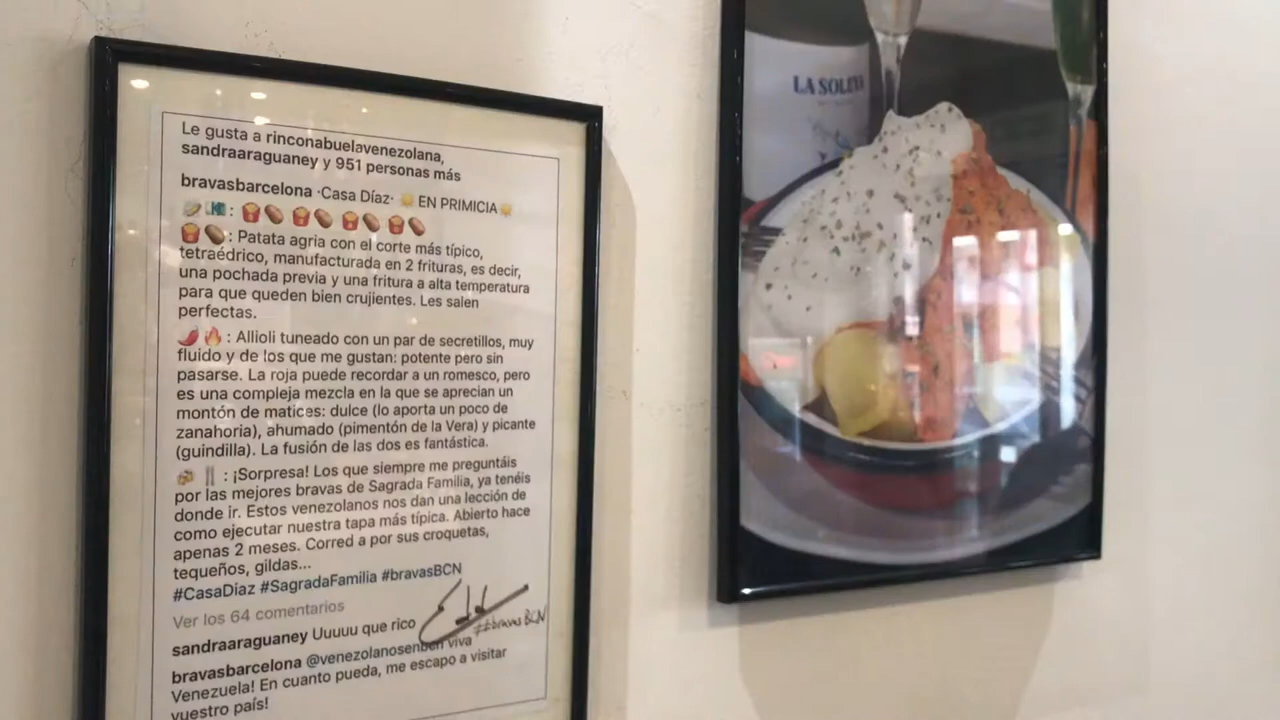 Le gusta a rinconabuelavenezolana,
sandraaraguaney y 951 personas más
bravasbarcelona ·Casa Díaz· EN PRIMICIA
:
: Patata agria con el corte más típico,
tetraédrico, manufacturada en 2 frituras, es decir,
una pochada previa y una fritura a alta temperatura
para que queden bien crujientes. Les salen
perfectas.
: Allioli tuneado con un par de secretillos, muy
fluido y de los que me gustan: potente pero sin
pasarse. La roja puede recordar a un romesco, pero
es una compleja mezcla en la que se aprecian un
montón de matices: dulce (lo aporta un poco de
zanahoria), ahumado (pimentón de la Vera) y picante
(guindilla). La fusión de las dos es fantástica.
: ¡Sorpresa! Los que siempre me preguntáis
por las mejores bravas de Sagrada Familia, ya tenéis
donde ir. Estos venezolanos nos dan una lección de
como ejecutar nuestra tapa más típica. Abierto hace
apenas 2 meses. Corred a por sus croquetas,
tequeños, gildas...
#CasaDíaz #SagradaFamilia #bravasBCN
Ver los 64 comentarios
sandraaraguaney Uuuuu que rico
#bravasBCN
bravasbarcelona @venezolanosenbcn viva
Venezuela! En cuanto pueda, me escapo a visitar
vuestro país!
LA